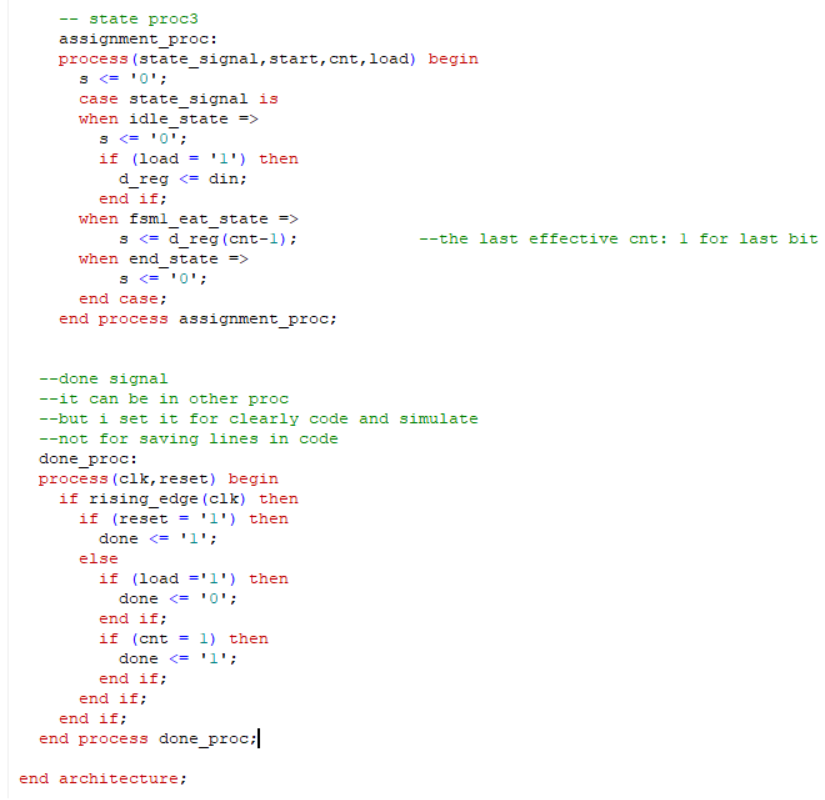 -- state proc3
assignment_proc:
process(state_signal,start,cnt,load) begin
s <= '0';
case state_signal is
when idle_state =>
s <= '0';
if (load = '1') then
d_reg <= din;
end if;
when fsm1_eat_state =>
s <= d_reg(cnt-1); --the last effective cnt: 1 for last bit
when end_state =>
s <= '0';
end case;
end process assignment_proc;
--done signal
--it can be in other proc
--but i set it for clearly code and simulate
--not for saving lines in code
done_proc:
process(clk,reset) begin
if rising_edge(clk) then
if (reset = '1') then
done <= '1';
else
if (load ='1') then
done <= '0';
end if;
if (cnt = 1) then
done <= '1';
end if;
end if;
end if;
end process done_proc;
end architecture;